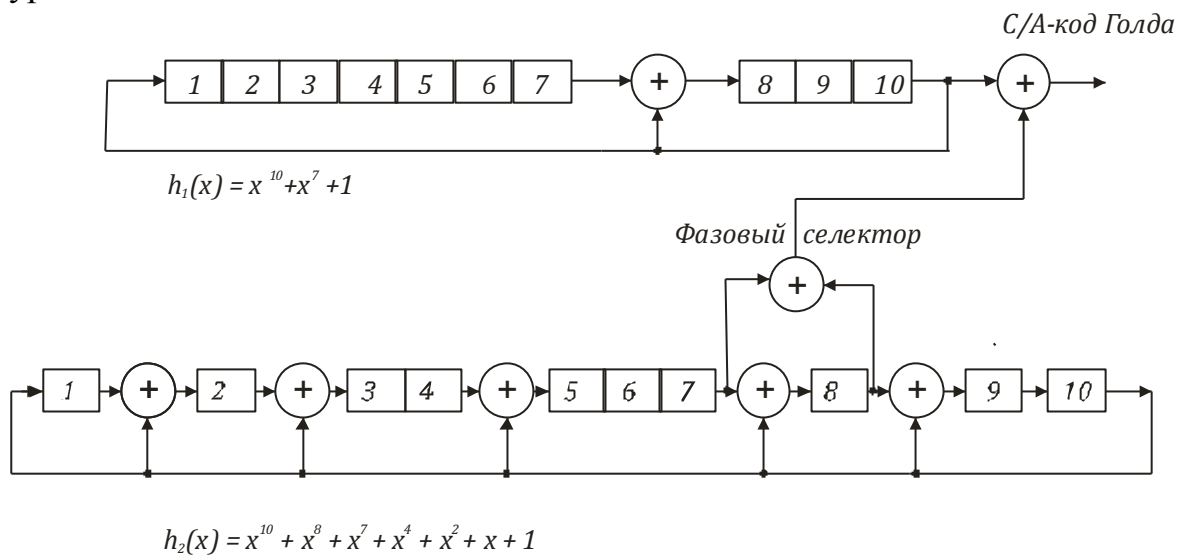 С/А-код Голда
1 2 3 4 5 6 7 + 8 9 10 +
h₁(x) = x¹⁰+x⁷ +1
Фазовый селектор
+
1 + 2 + 3 4 + 5 6 7 + 8 + 9 10
h₂(x) = x¹⁰ + x⁸ + x⁷ + x⁴ + x² + x + 1